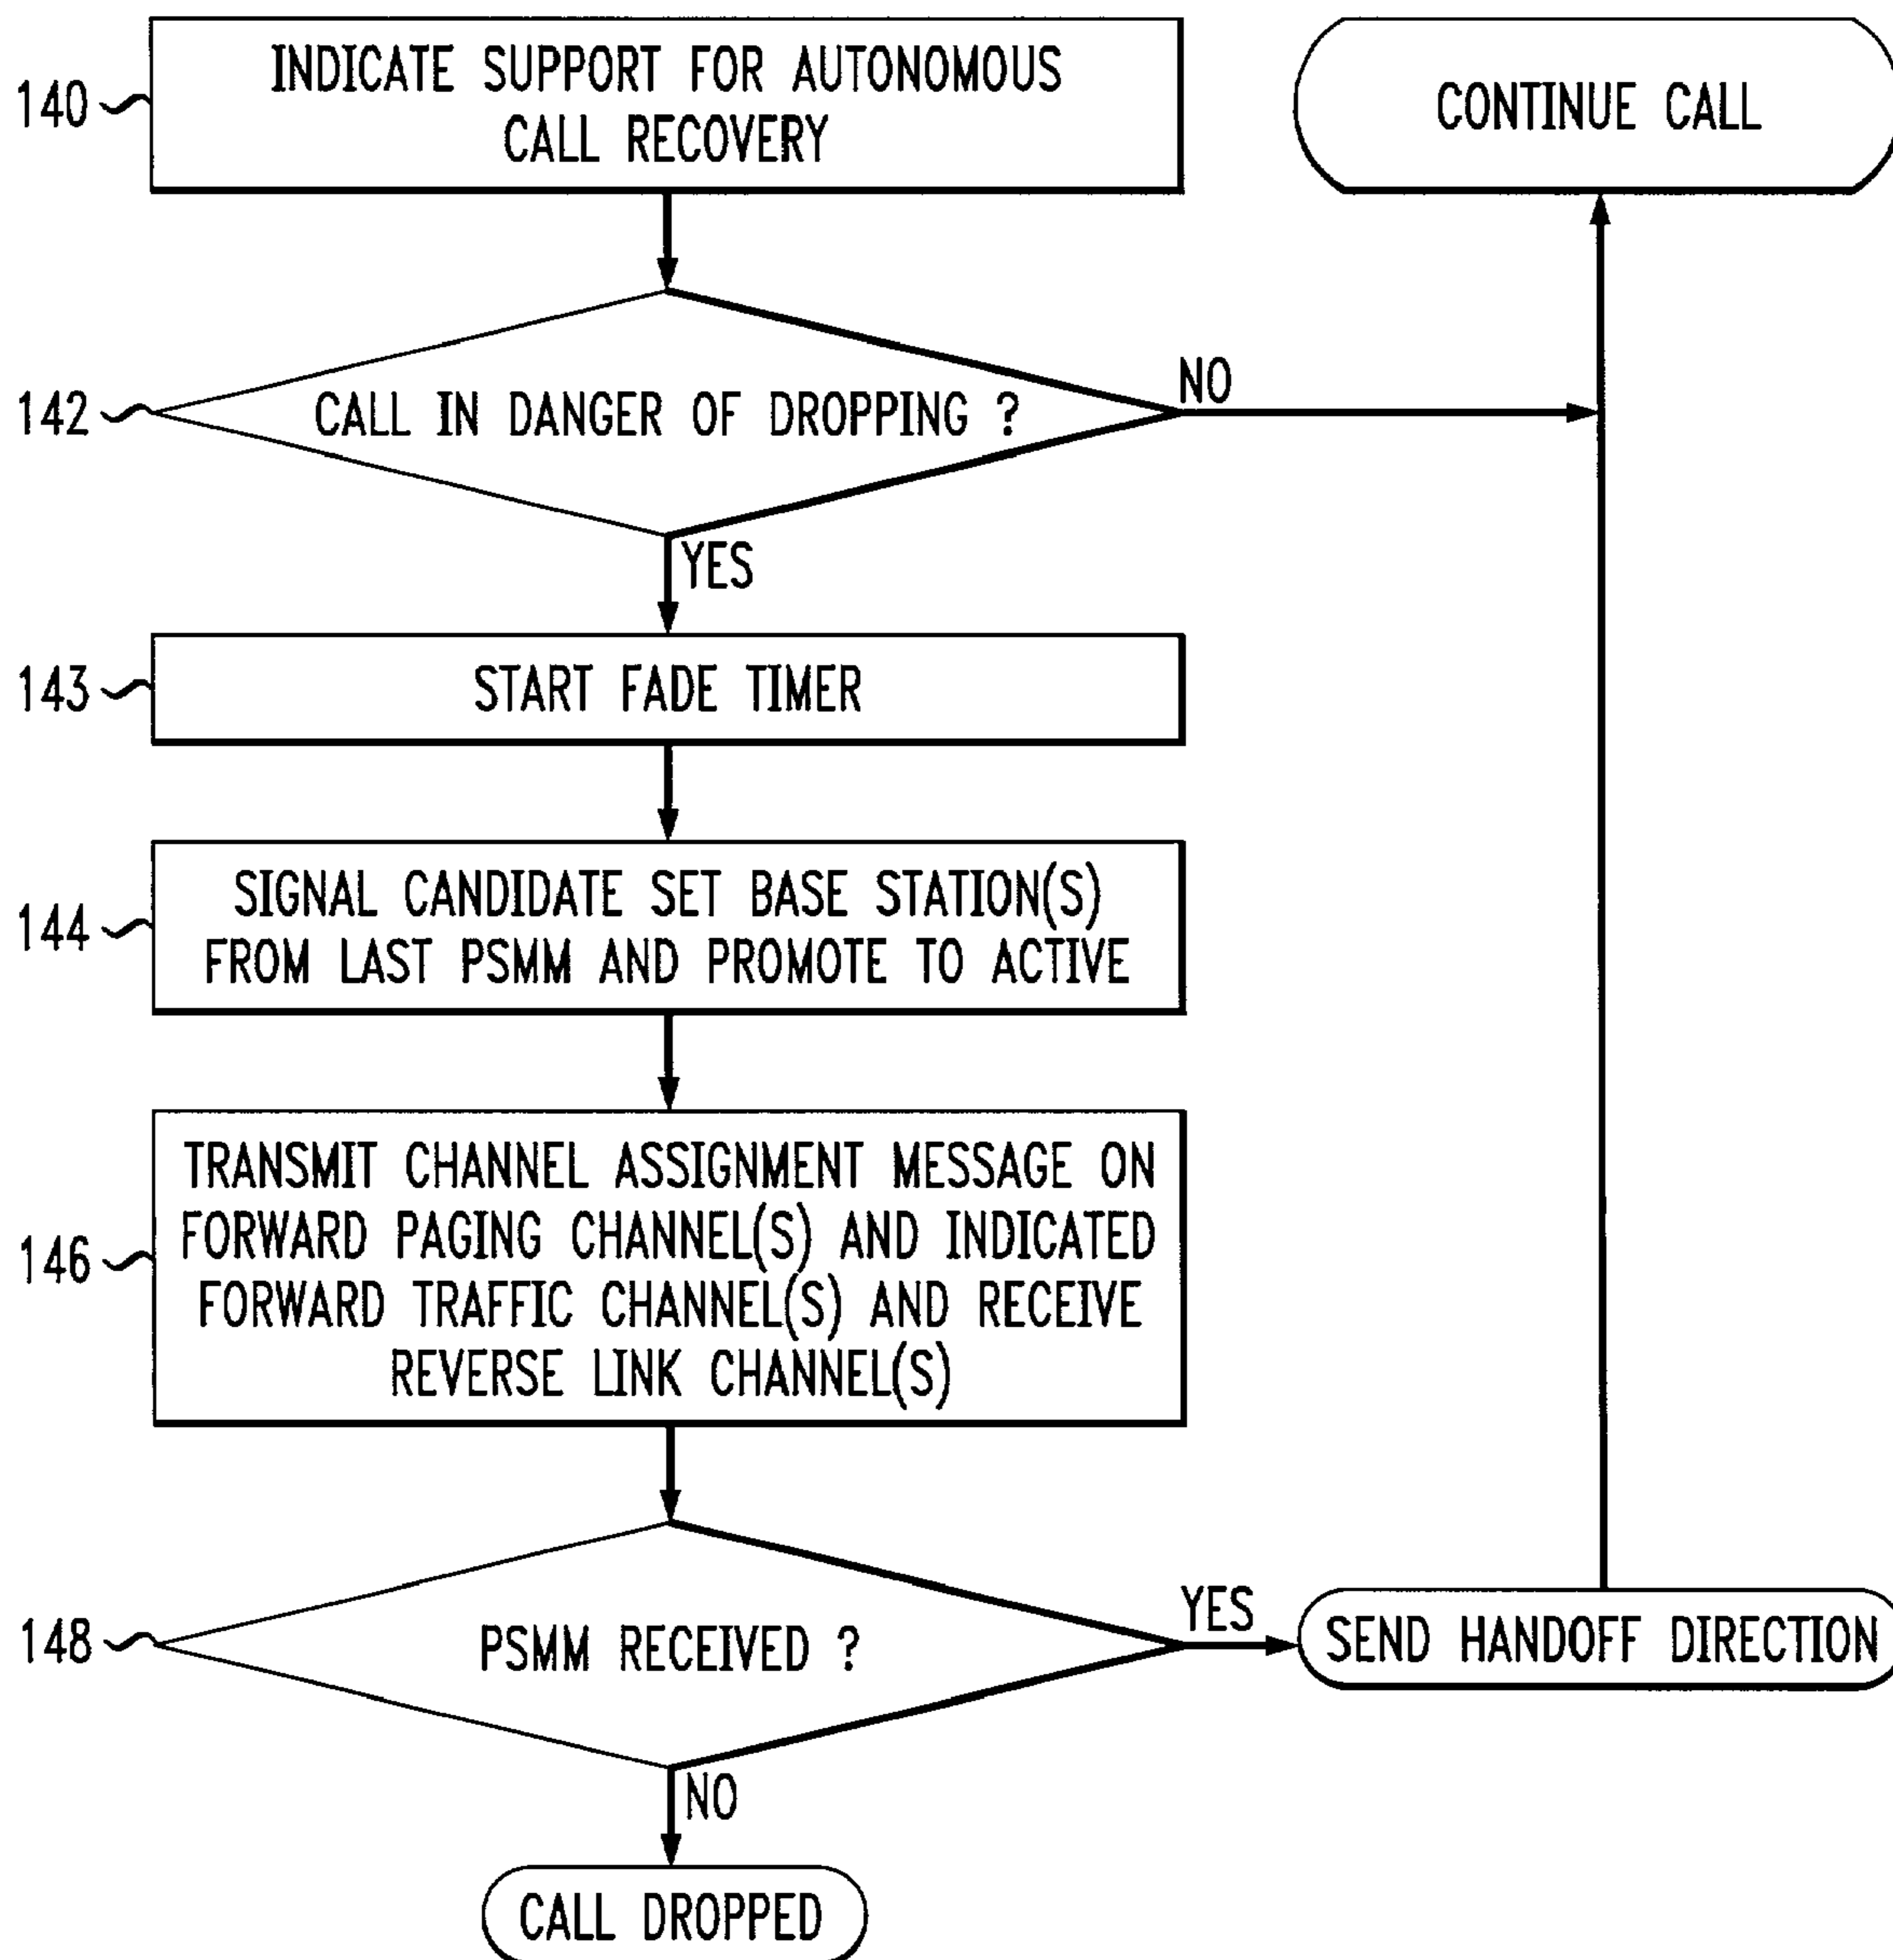 140
INDICATE SUPPORT FOR AUTONOMOUS
CALL RECOVERY
CONTINUE CALL
142
CALL IN DANGER OF DROPPING ?
NO
YES
143
START FADE TIMER
144
SIGNAL CANDIDATE SET BASE STATION(S)
FROM LAST PSMM AND PROMOTE TO ACTIVE
146
TRANSMIT CHANNEL ASSIGNMENT MESSAGE ON
FORWARD PAGING CHANNEL(S) AND INDICATED
FORWARD TRAFFIC CHANNEL(S) AND RECEIVE
REVERSE LINK CHANNEL(S)
148
PSMM RECEIVED ?
YES
SEND HANDOFF DIRECTION
NO
CALL DROPPED